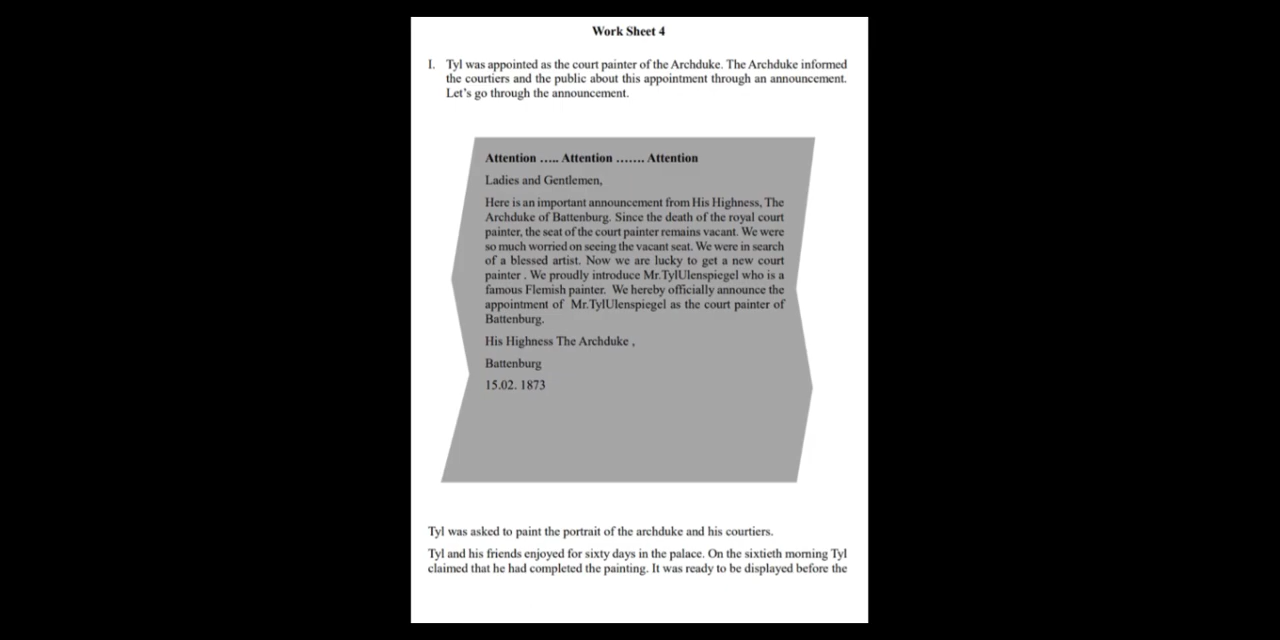 Work Sheet 4
I. Tyl was appointed as the court painter of the Archduke. The Archduke informed
the courtiers and the public about this appointment through an announcement.
Let's go through the announcement.
Attention ..... Attention ....... Attention
Ladies and Gentlemen,
Here is an important announcement from His Highness, The
Archduke of Battenburg. Since the death of the royal court
painter, the seat of the court painter remains vacant. We were
so much worried on seeing the vacant seat. We were in search
of a blessed artist. Now we are lucky to get a new court
painter . We proudly introduce Mr.TylUlenspiegel who is a
famous Flemish painter. We hereby officially announce the
appointment of Mr.TylUlenspiegel as the court painter of
Battenburg.
His Highness The Archduke ,
Battenburg
15.02. 1873
Tyl was asked to paint the portrait of the archduke and his courtiers.
Tyl and his friends enjoyed for sixty days in the palace. On the sixtieth morning Tyl
claimed that he had completed the painting. It was ready to be displayed before the